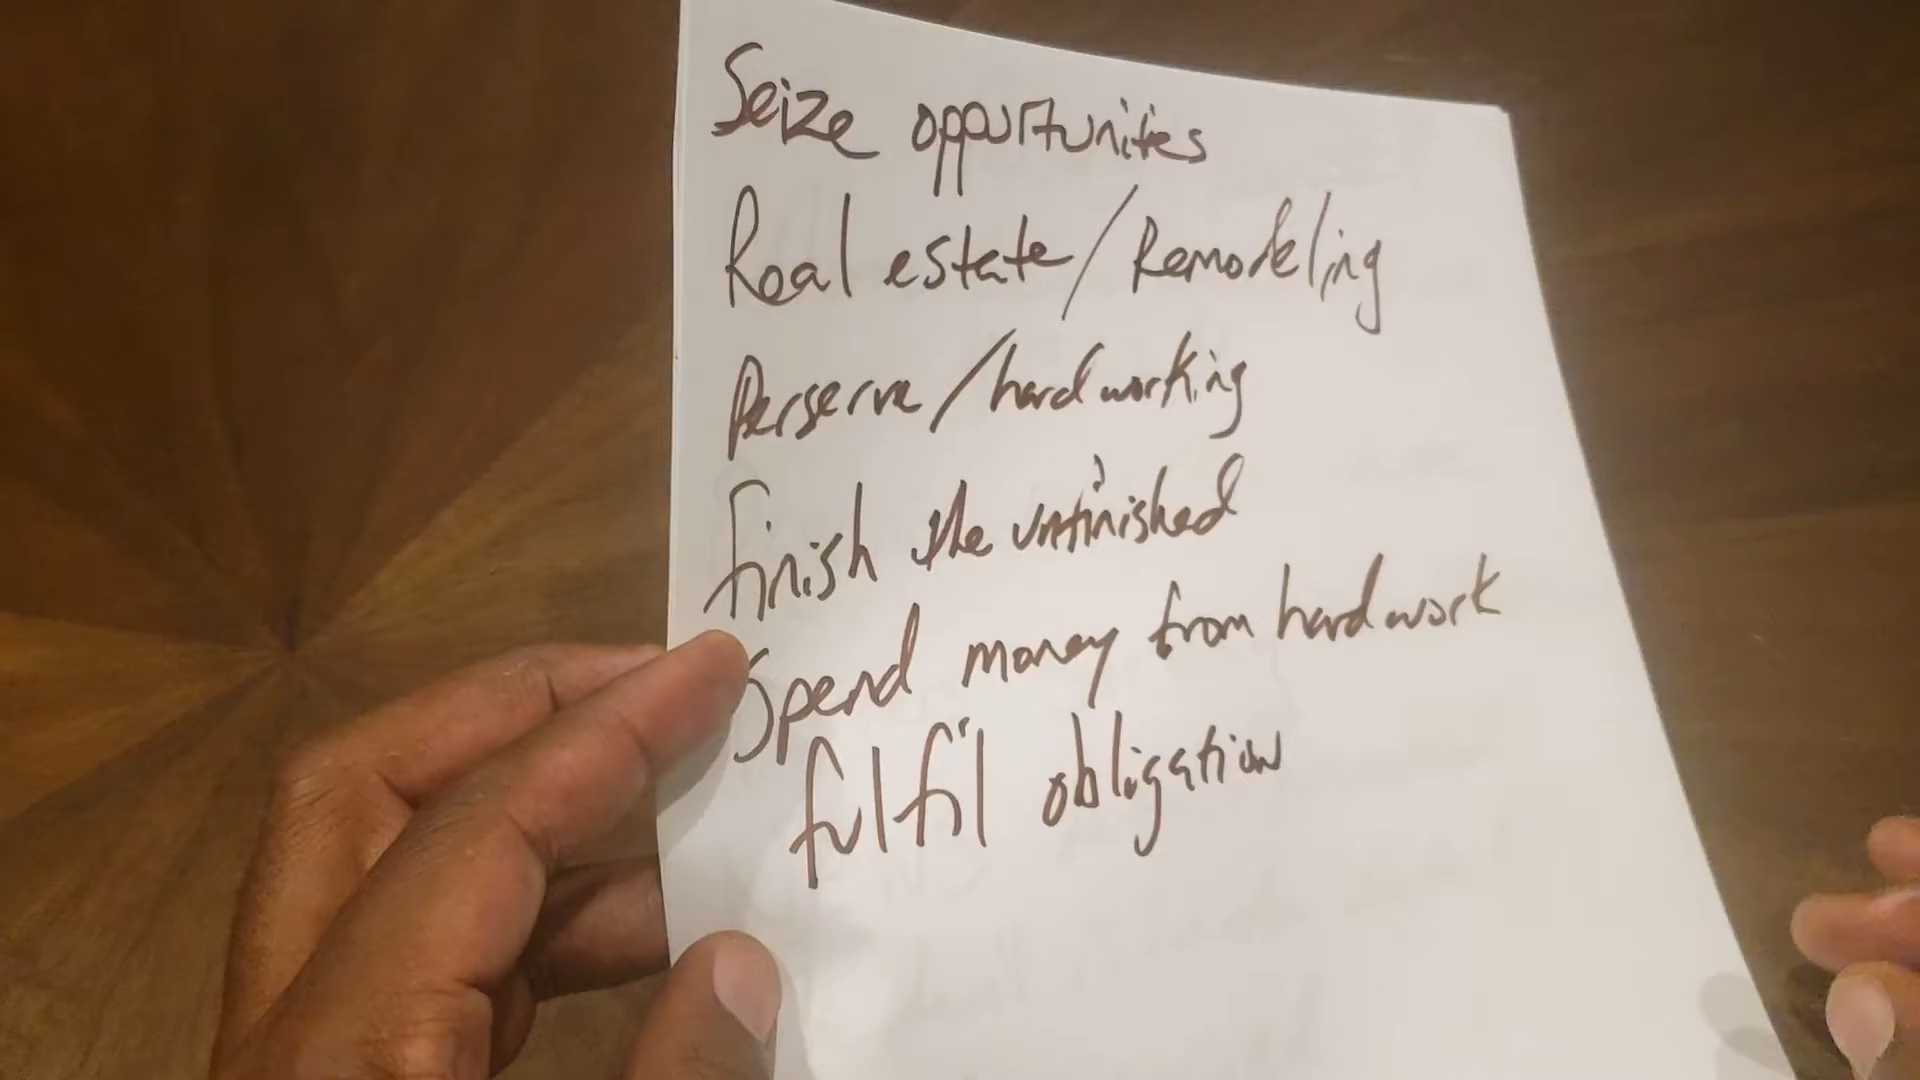 Seize opportunities
Real estate/Remodeling
Perserve/hardworking
Finish the unfinished
Spend money from hardwork
fulfil obligation